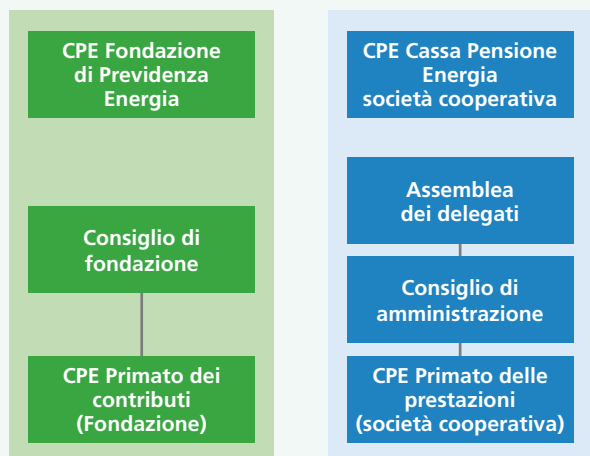 CPE Fondazione
di Previdenza
Energia
Consiglio di
fondazione
CPE Primato dei
contributi
(Fondazione)
CPE Cassa Pensione
Energia
società cooperativa
Assemblea
dei delegati
Consiglio di
amministrazione
CPE Primato delle
prestazioni
(società cooperativa)